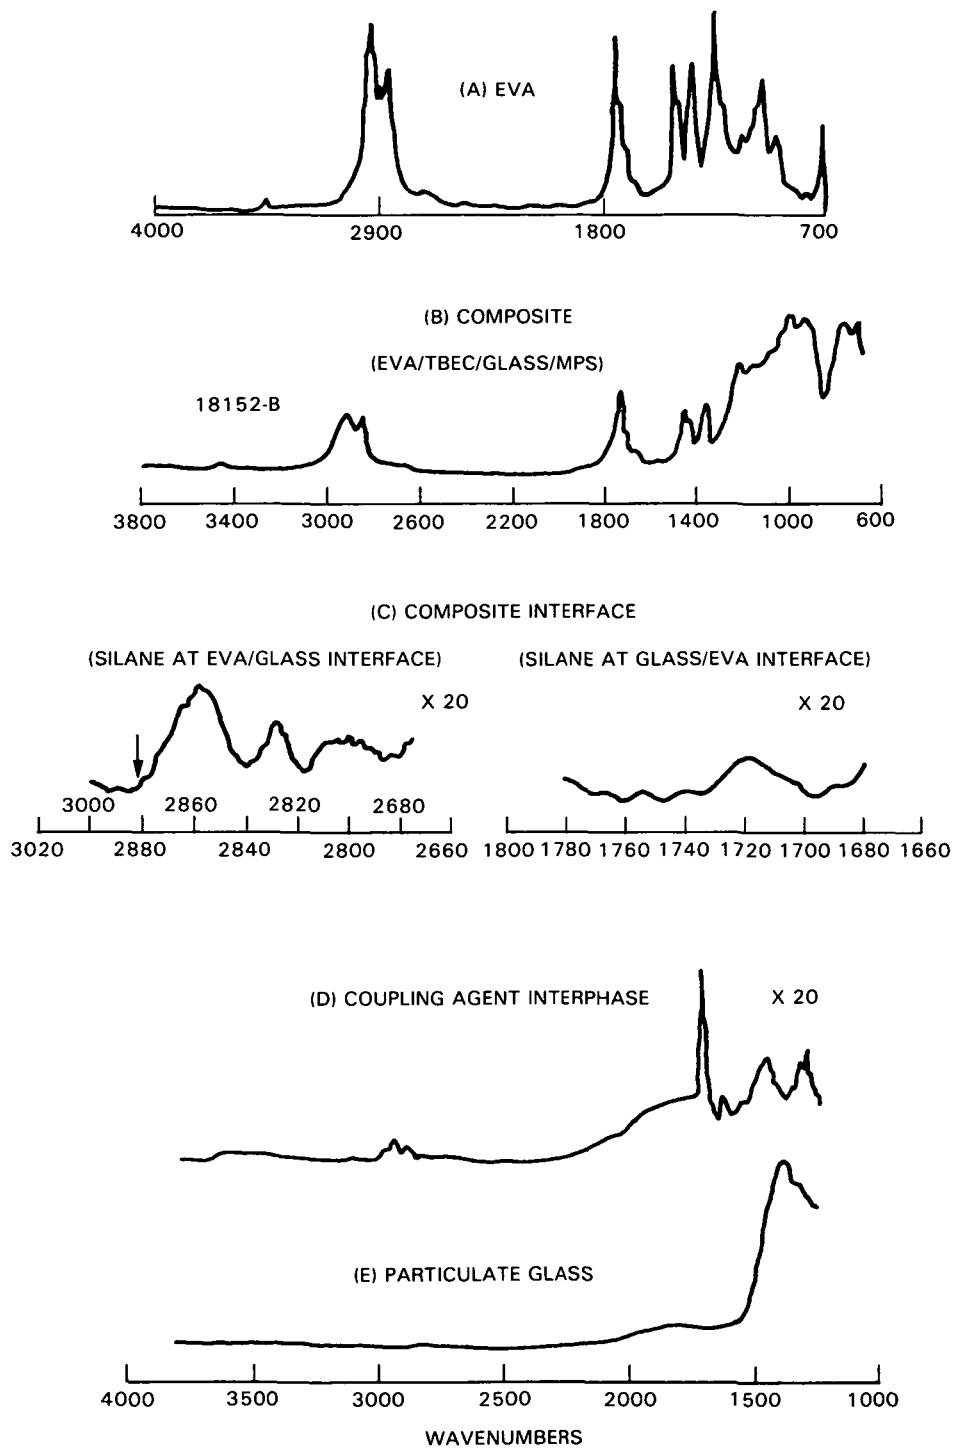 (A) EVA
4000 2900 1800 700
(B) COMPOSITE
(EVA/TBEC/GLASS/MPS)
18152-B
3800 3400 3000 2600 2200 1800 1400 1000 600
(C) COMPOSITE INTERFACE
(SILANE AT EVA/GLASS INTERFACE) (SILANE AT GLASS/EVA INTERFACE)
X 20 X 20
3000 2860 2820 2680
3020 2880 2840 2800 2660 1800 1780 1760 1740 1720 1700 1680 1660
(D) COUPLING AGENT INTERPHASE X 20
(E) PARTICULATE GLASS
4000 3500 3000 2500 2000 1500 1000
WAVENUMBERS